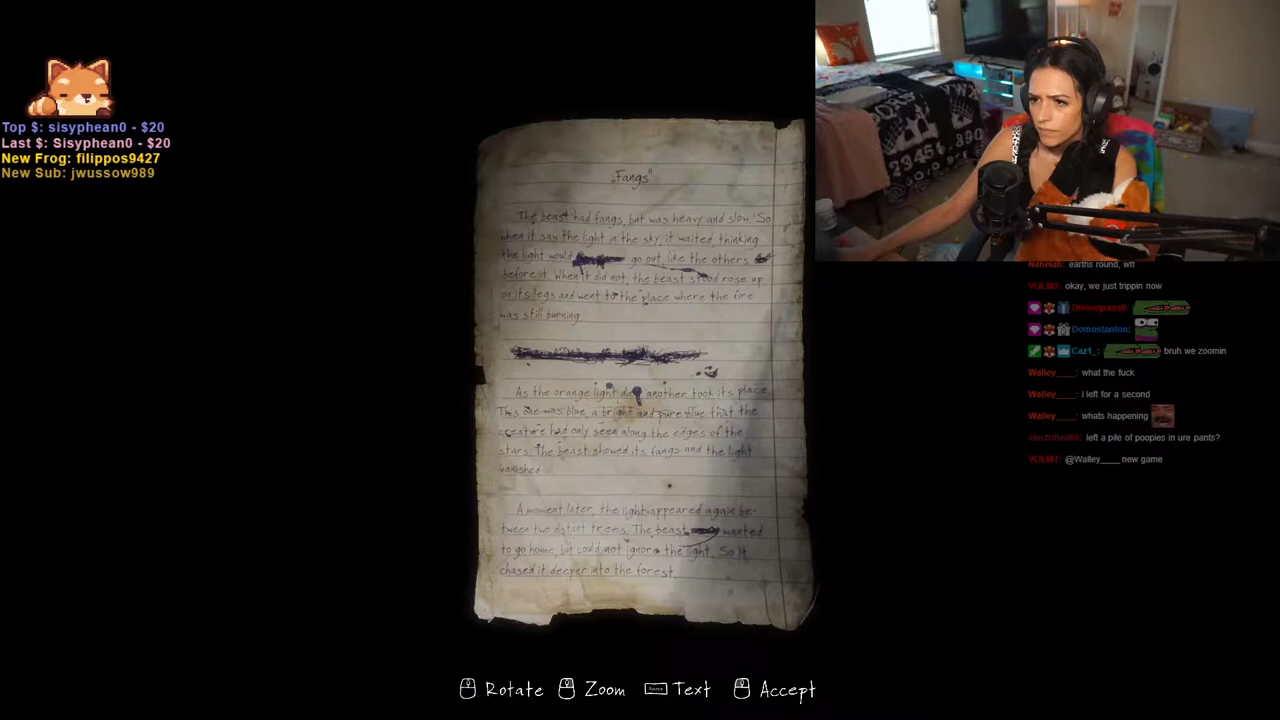 Top $: sisyphean0 - $20
Last $: Sisyphean0 - $20
New Frog: filippos9427
New Sub: jwussow989
„Fangs"
The beast had fangs, but was heavy and slow. So
when it saw the light in the sky, it waited, thinking
the light would go out, like the others
before it. When it did not, the beast stood rose up
on its legs and went to the place where the fire
was still burning.
As the orange light died another took its place.
This one was blue, a bright and pure blue that the
creature had only seen along the edges of the
stars. The beast showed its fangs and the light
vanished.
A moment later, the light appeared again be-
tween two distant trees. The beast wanted
to go home, but could not ignore the light. So it
chased it deeper into the forest.
earths round, wtf
VOLM1: okay, we just trippin now
Domostanton:
Caz1_: bruh we zoomin
Walley____: what the fuck
Walley____: i left for a second
Walley____: whats happening
left a pile of poopies in ure pants?
VOLM1: @Walley____ new game
Rotate Zoom Text Accept